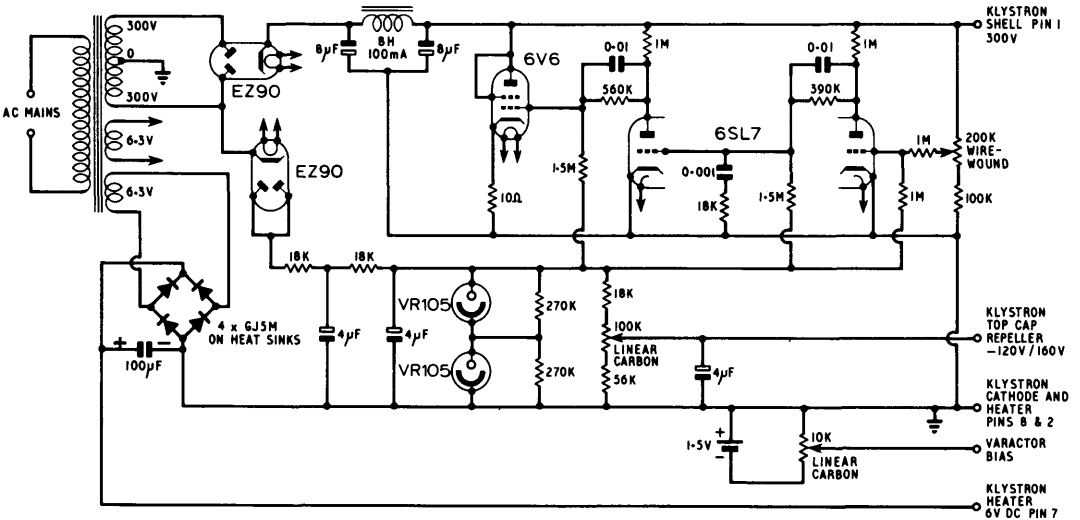 300V
0
300V
AC MAINS
6·3V
6·3V
EZ90
EZ90
8μF
8H
100mA
8μF
6V6
10Ω
0·01
1M
560K
1·5M
6SL7
0·001
18K
0·01
1M
390K
1·5M
1M
1M
200K
WIRE-
WOUND
100K
KLYSTRON
SHELL PIN 1
300V
18K
18K
4μF
4μF
VR105
VR105
270K
270K
18K
100K
LINEAR
CARBON
56K
4μF
KLYSTRON
TOP CAP
REPELLER
-120V/160V
4 x GJ5M
ON HEAT SINKS
+
-
100μF
KLYSTRON
CATHODE AND
HEATER
PINS 8 & 2
+
1·5V
-
10K
LINEAR
CARBON
VARACTOR
BIAS
KLYSTRON
HEATER
6V DC PIN 7